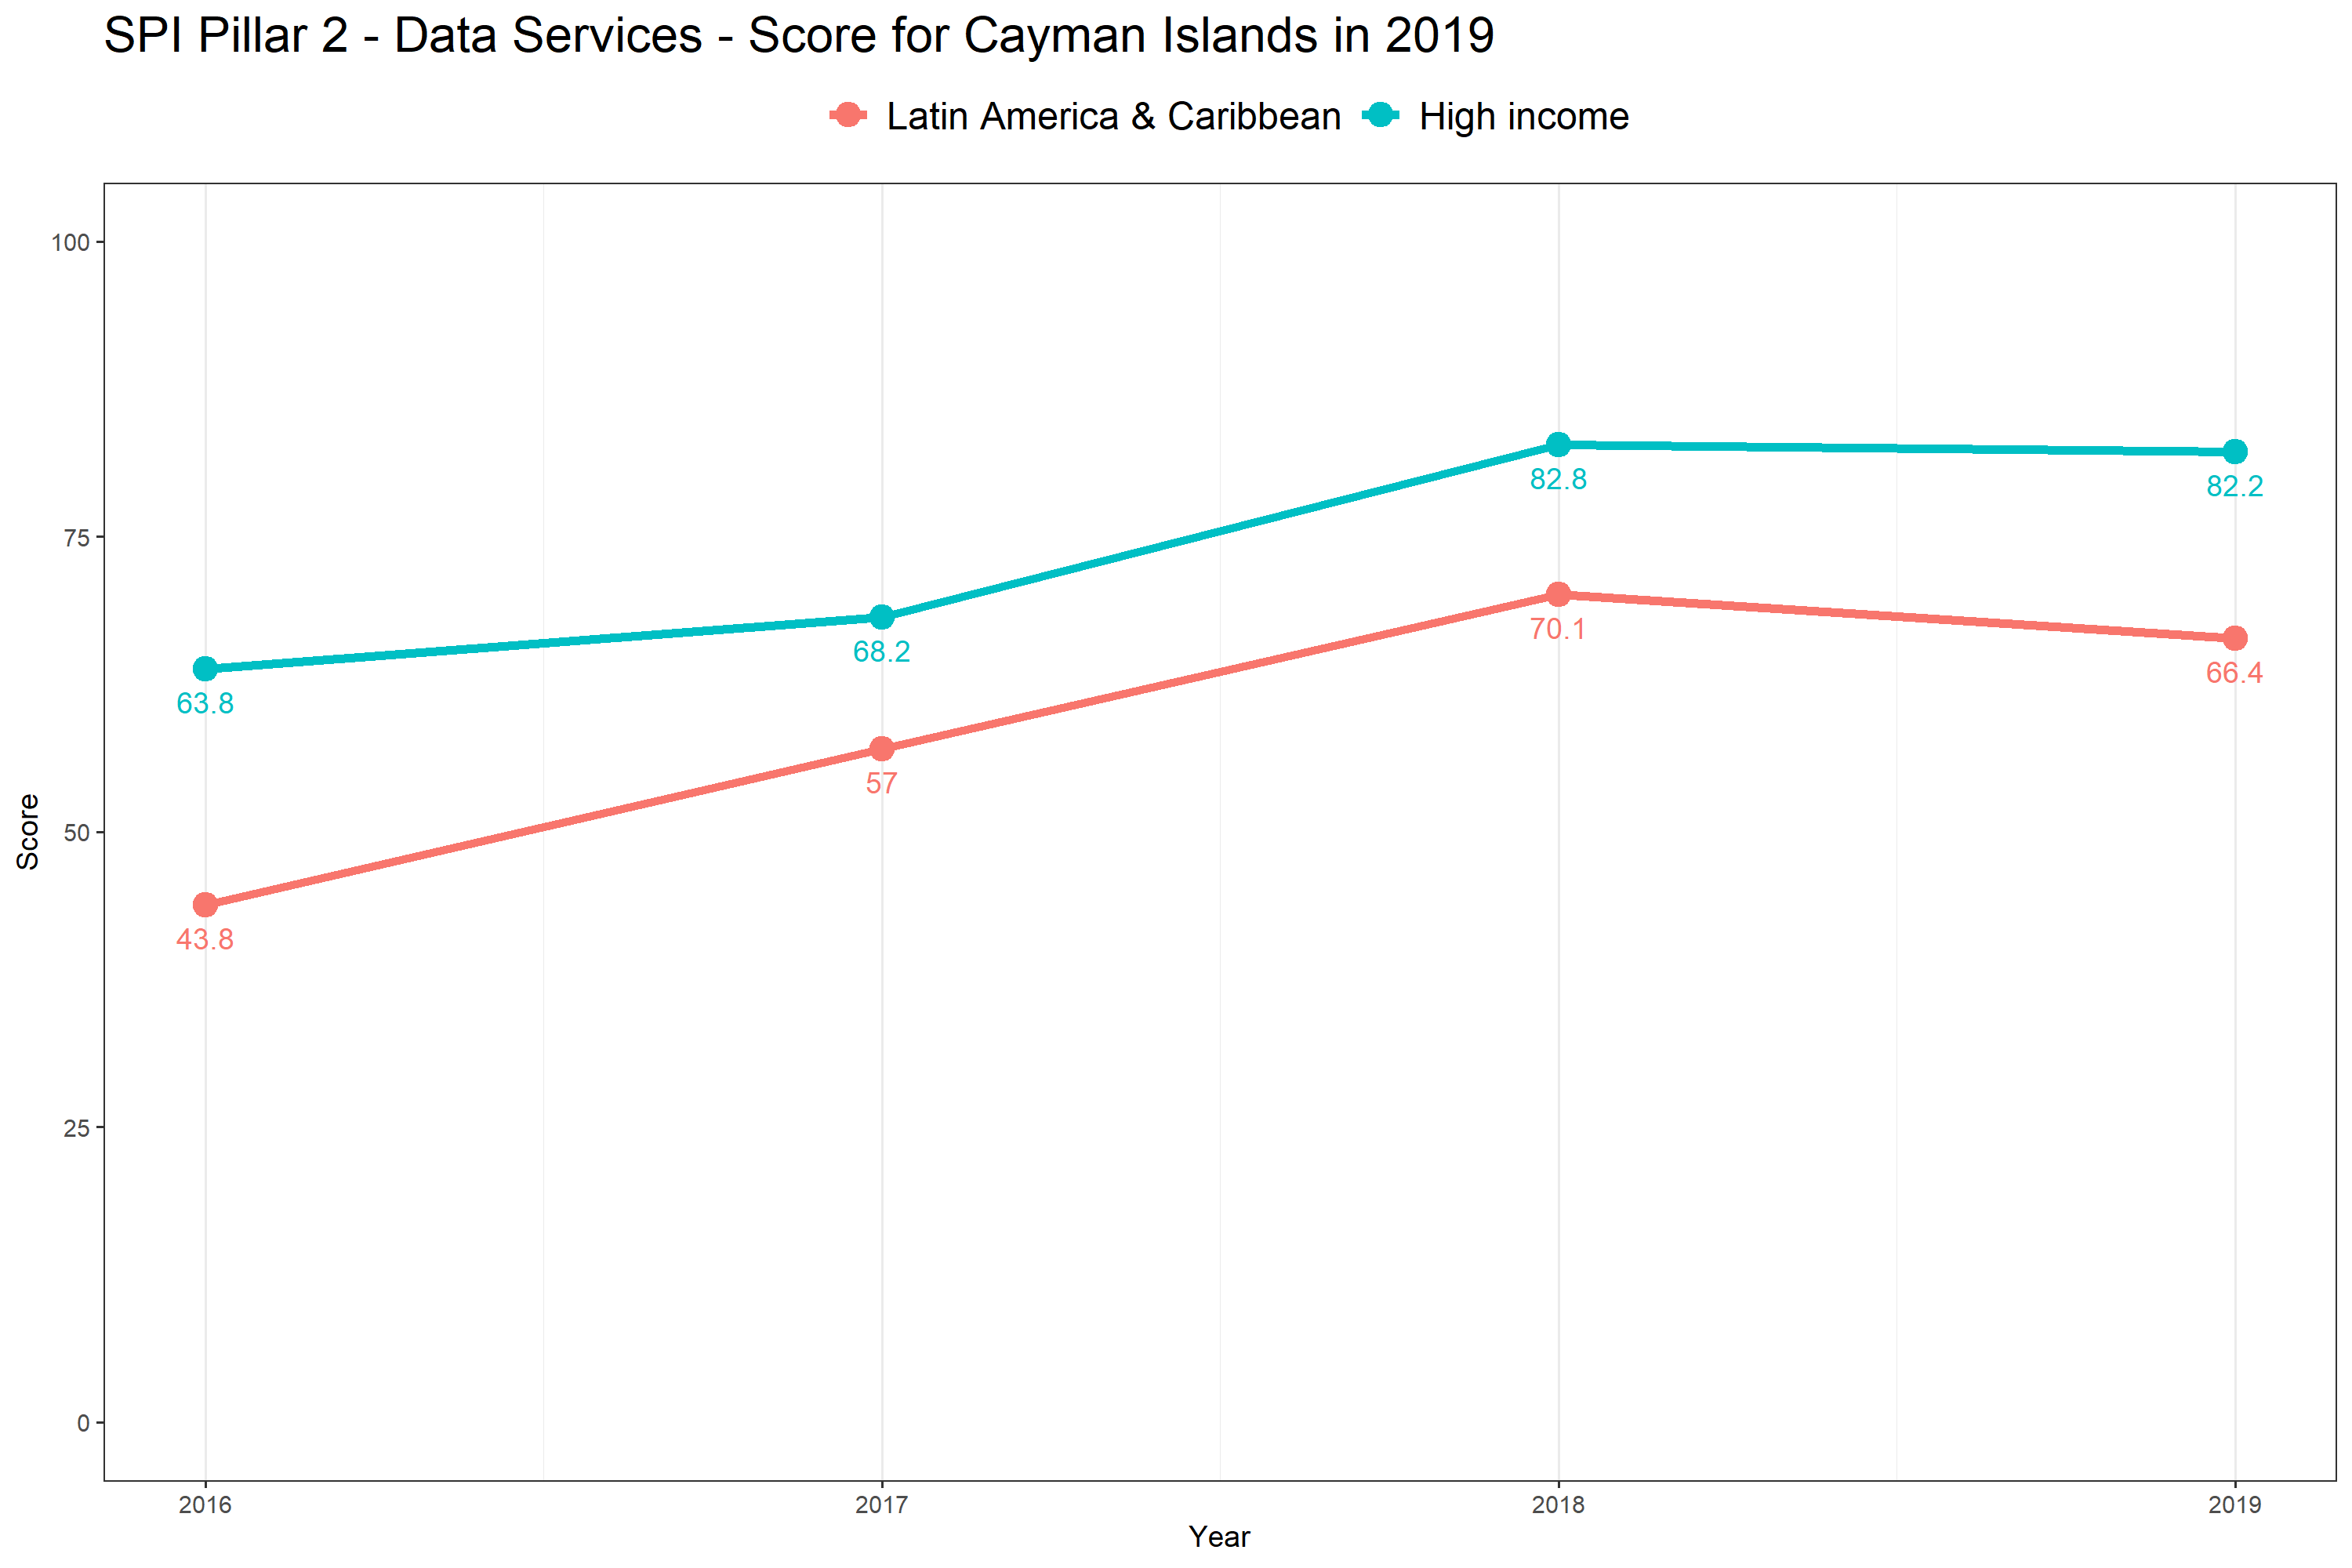 SPI Pillar 2 - Data Services - Score for Cayman Islands in 2019
Latin America & Caribbean High income
100
75
50
25
0
Score
63.8
68.2
82.8
82.2
43.8
57
70.1
66.4
2016 2017 2018 2019
Year